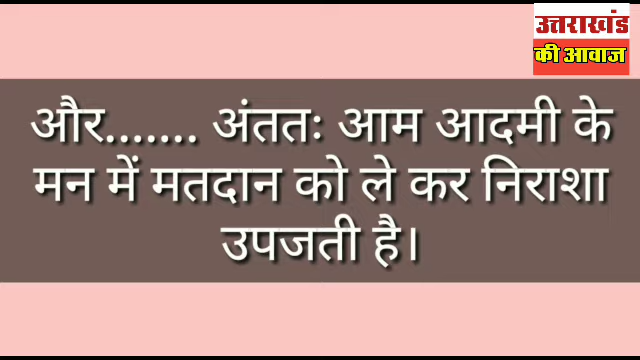 उत्तराखंड
की आवाज
और....... अंततः आम आदमी के
मन में मतदान को ले कर निराशा
उपजती है।